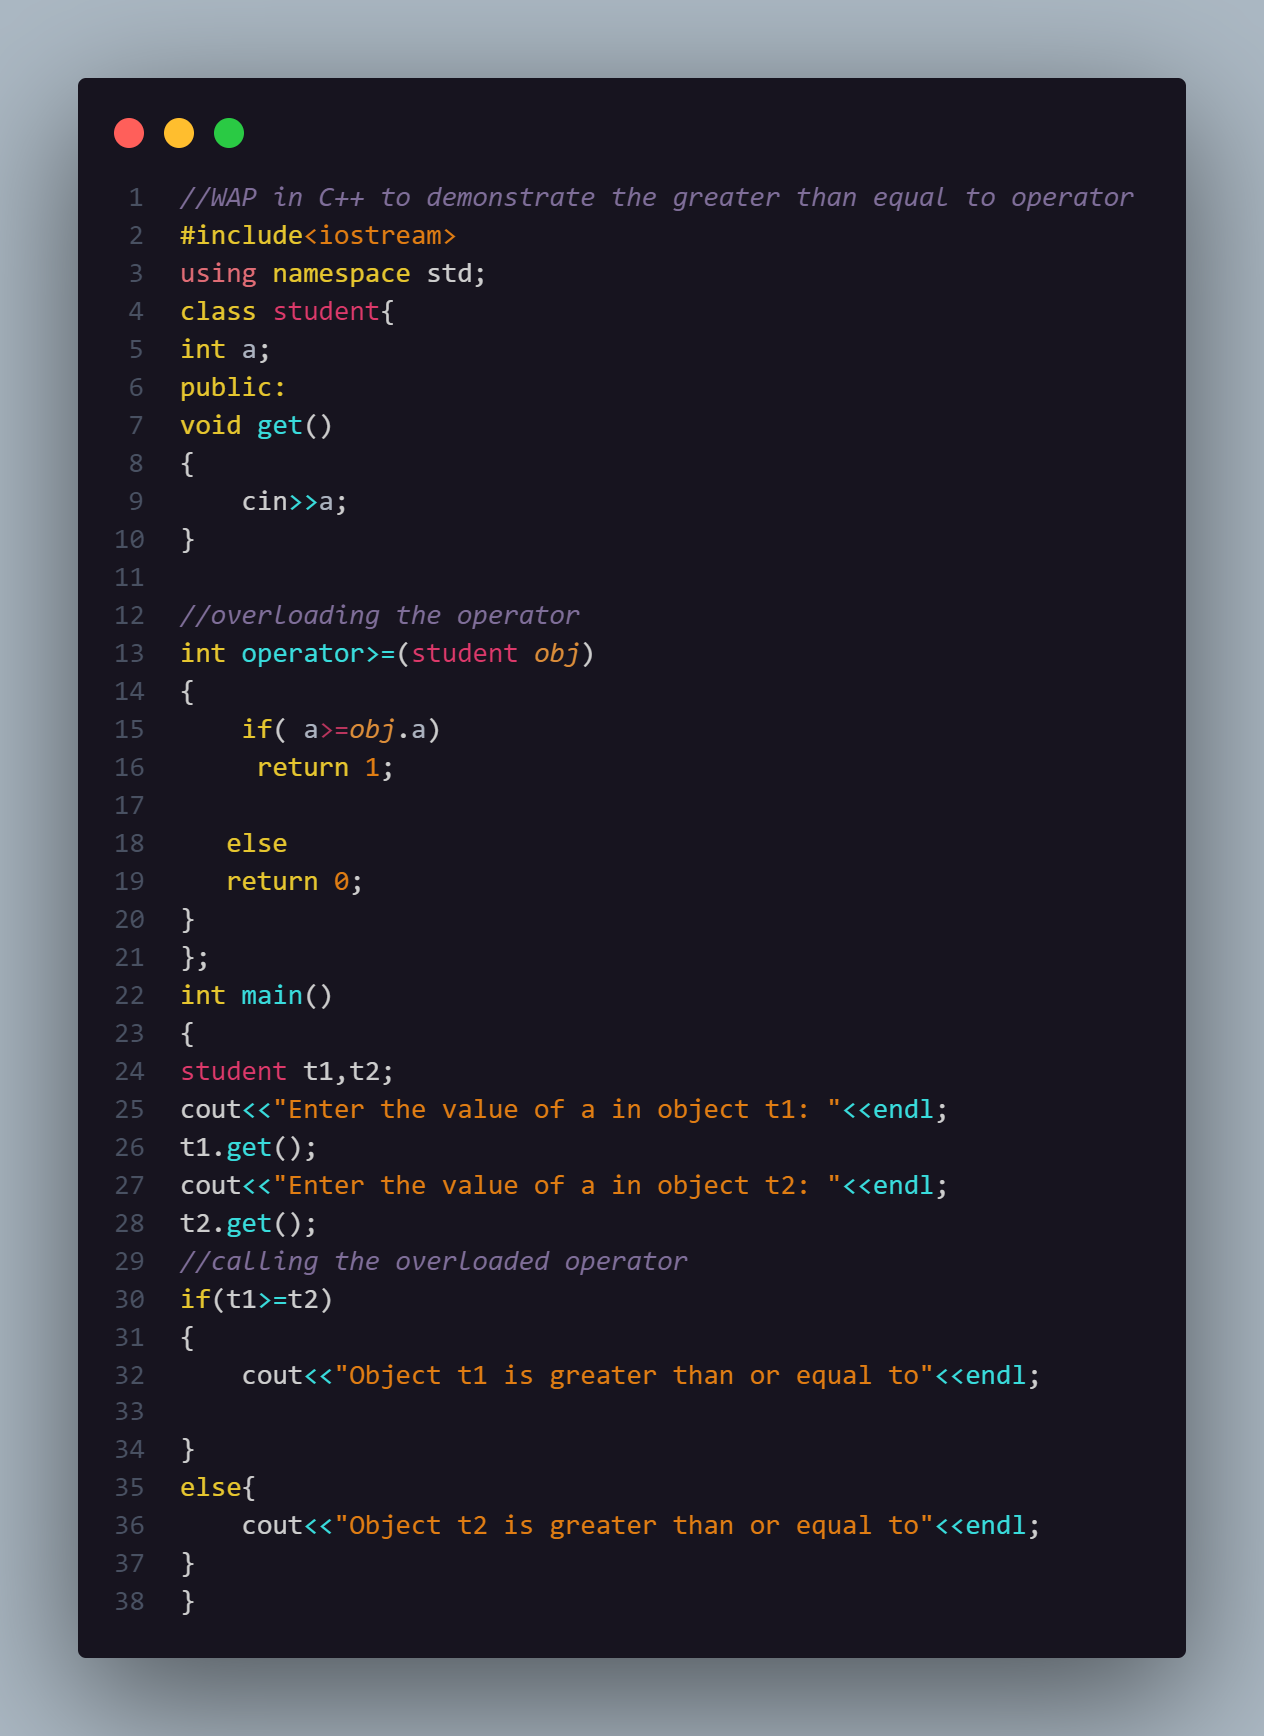 1 //WAP in C++ to demonstrate the greater than equal to operator
2 #include<iostream>
3 using namespace std;
4 class student{
5 int a;
6 public:
7 void get()
8 {
9     cin>>a;
10 }
11
12 //overloading the operator
13 int operator>=(student obj)
14 {
15     if( a>=obj.a)
16      return 1;
17
18    else
19    return 0;
20 }
21 };
22 int main()
23 {
24 student t1,t2;
25 cout<<"Enter the value of a in object t1: "<<endl;
26 t1.get();
27 cout<<"Enter the value of a in object t2: "<<endl;
28 t2.get();
29 //calling the overloaded operator
30 if(t1>=t2)
31 {
32     cout<<"Object t1 is greater than or equal to"<<endl;
33
34 }
35 else{
36     cout<<"Object t2 is greater than or equal to"<<endl;
37 }
38 }